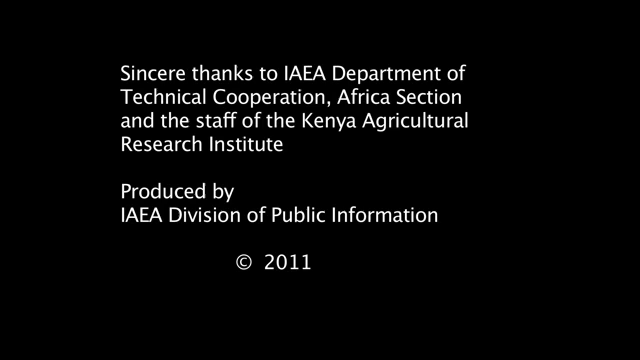 Sincere thanks to IAEA Department of
Technical Cooperation, Africa Section
and the staff of the Kenya Agricultural
Research Institute
Produced by
IAEA Division of Public Information
© 2011